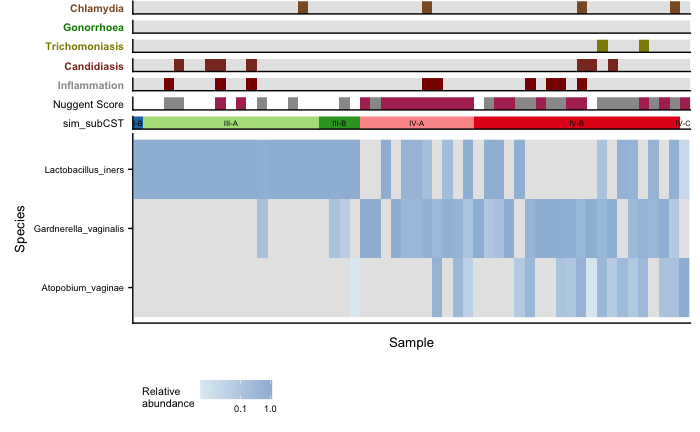 Chlamydia
Gonorrhoea
Trichomoniasis
Candidiasis
Inflammation
Nuggent Score
sim_subCST
I-B III-A III-B IV-A IV-B IV-C
Lactobacillus_iners
Gardnerella_vaginalis
Atopobium_vaginae
Species
Sample
Relative
abundance
0.1 1.0